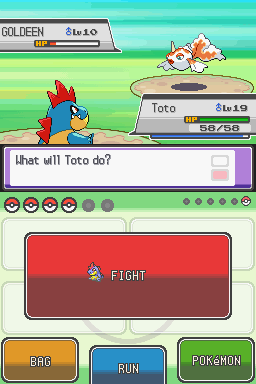 GOLDEEN ♂Lv10
HP
Toto ♂Lv19
HP
58/58
What will Toto do?
FIGHT
BAG
RUN
POKéMON